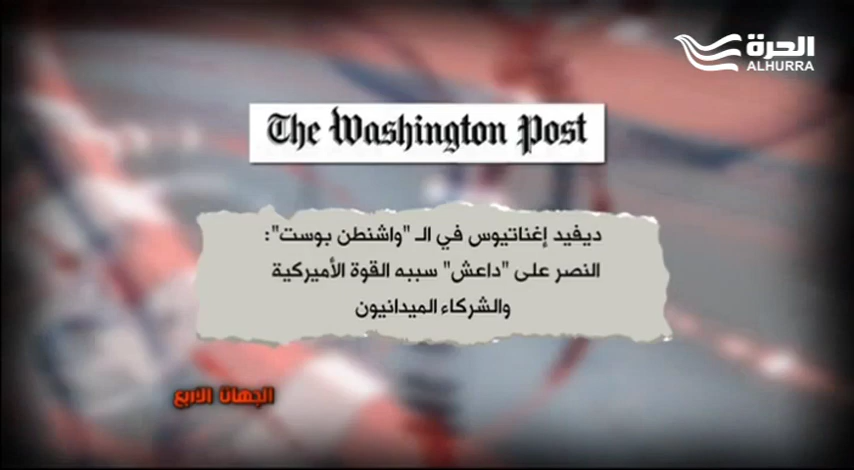 الحرة
ALHURRA
The Washington Post
ديفيد إغناتيوس في الـ "واشنطن بوست":
النصر على "داعش" سببه القوة الأميركية
والشركاء الميدانيون
الجهات الاربع